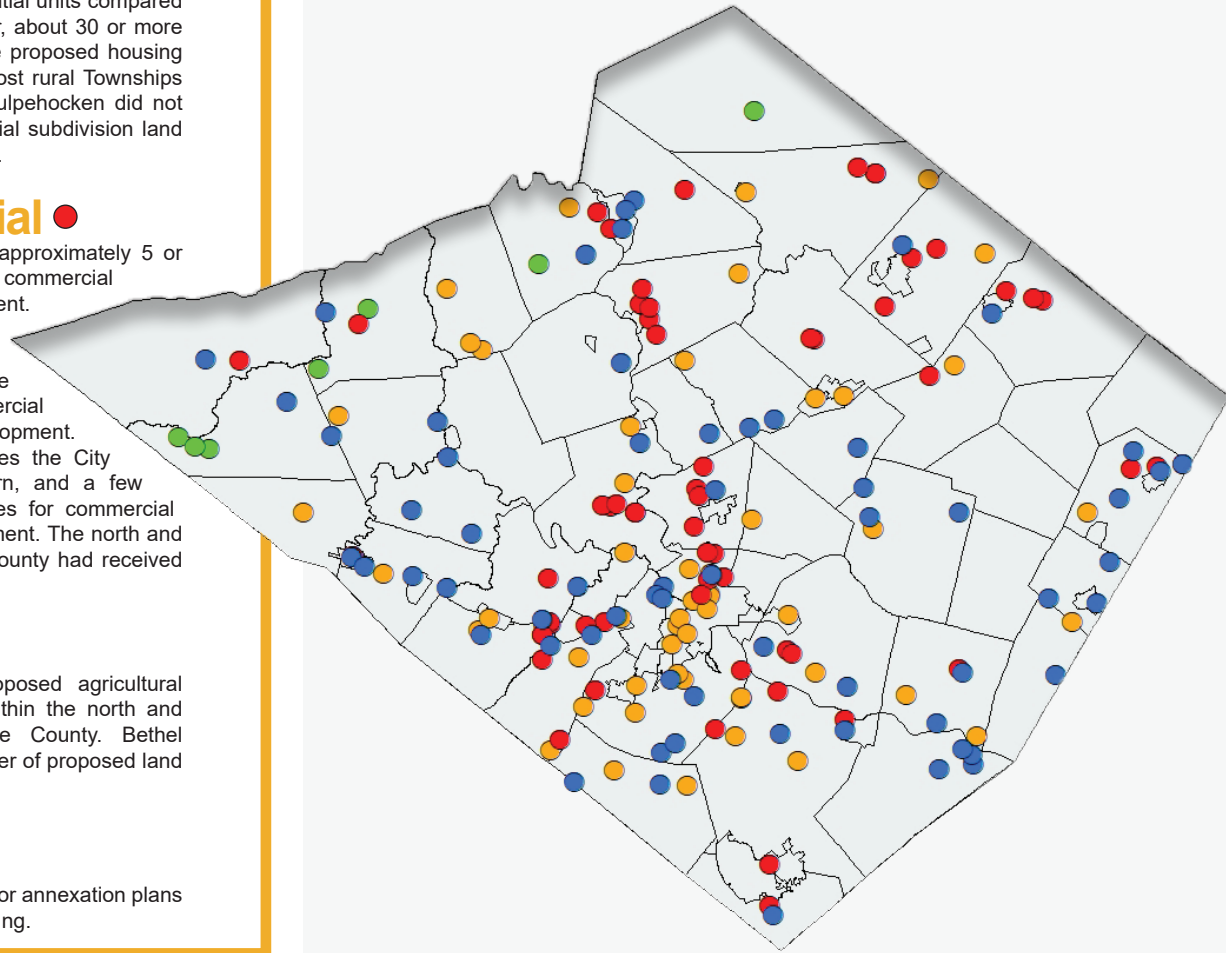 tial units compared
r, about 30 or more
e proposed housing
ost rural Townships
ulpehocken did not
ial subdivision land
.
ial
approximately 5 or
commercial
ent.
e
ercial
opment.
es the City
rn, and a few
es for commercial
ment. The north and
ounty had received
oposed agricultural
thin the north and
e County. Bethel
er of proposed land
or annexation plans
ng.